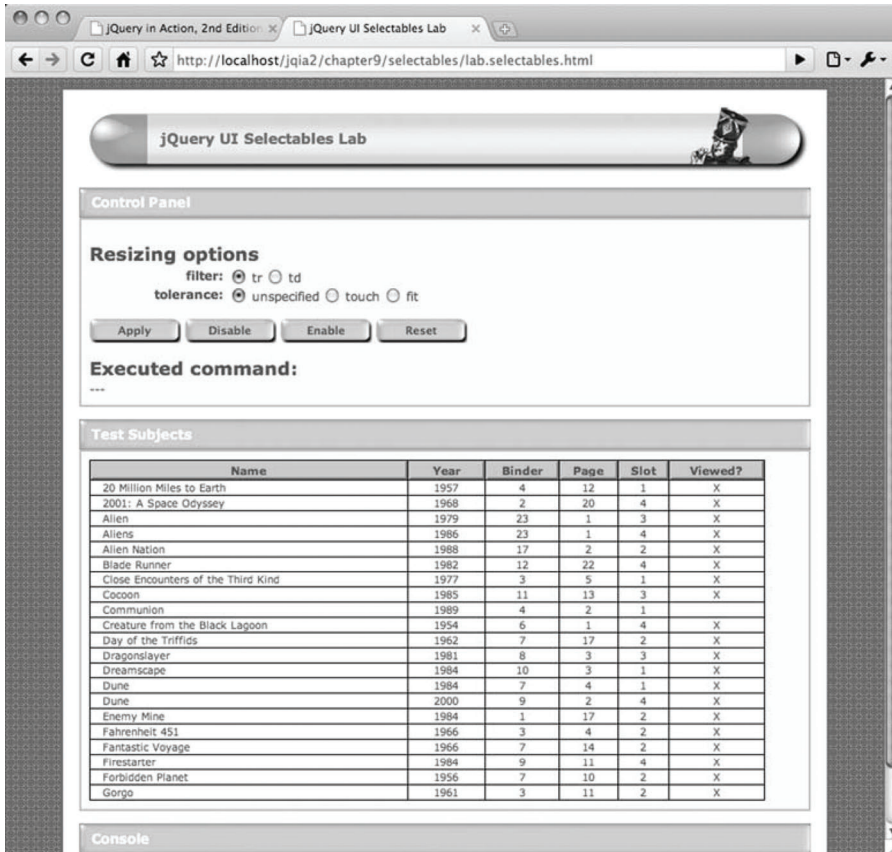 jQuery in Action, 2nd Edition
jQuery UI Selectables Lab
http://localhost/jqia2/chapter9/selectables/lab.selectables.html
jQuery UI Selectables Lab
Control Panel
Resizing options
filter: tr td
tolerance: unspecified touch fit
Apply Disable Enable Reset
Executed command:
---
Test Subjects
Name Year Binder Page Slot Viewed?
20 Million Miles to Earth 1957 4 12 1 X
2001: A Space Odyssey 1968 2 20 4 X
Alien 1979 23 1 3 X
Aliens 1986 23 1 4 X
Alien Nation 1988 17 2 2 X
Blade Runner 1982 12 22 4 X
Close Encounters of the Third Kind 1977 3 5 1 X
Cocoon 1985 11 13 3 X
Communion 1989 4 2 1
Creature from the Black Lagoon 1954 6 1 4 X
Day of the Triffids 1962 7 17 2 X
Dragonslayer 1981 8 3 3 X
Dreamscape 1984 10 3 1 X
Dune 1984 7 4 1 X
Dune 2000 9 2 4 X
Enemy Mine 1984 1 17 2 X
Fahrenheit 451 1966 3 4 2 X
Fantastic Voyage 1966 7 14 2 X
Firestarter 1984 9 11 4 X
Forbidden Planet 1956 7 10 2 X
Gorgo 1961 3 11 2 X
Console